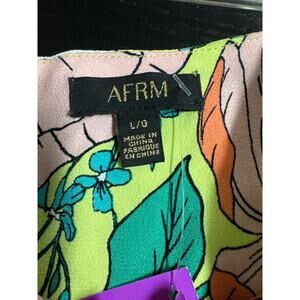 AFRM
L/G
MADE IN
CHINA
FABRIQUE
EN CHINE